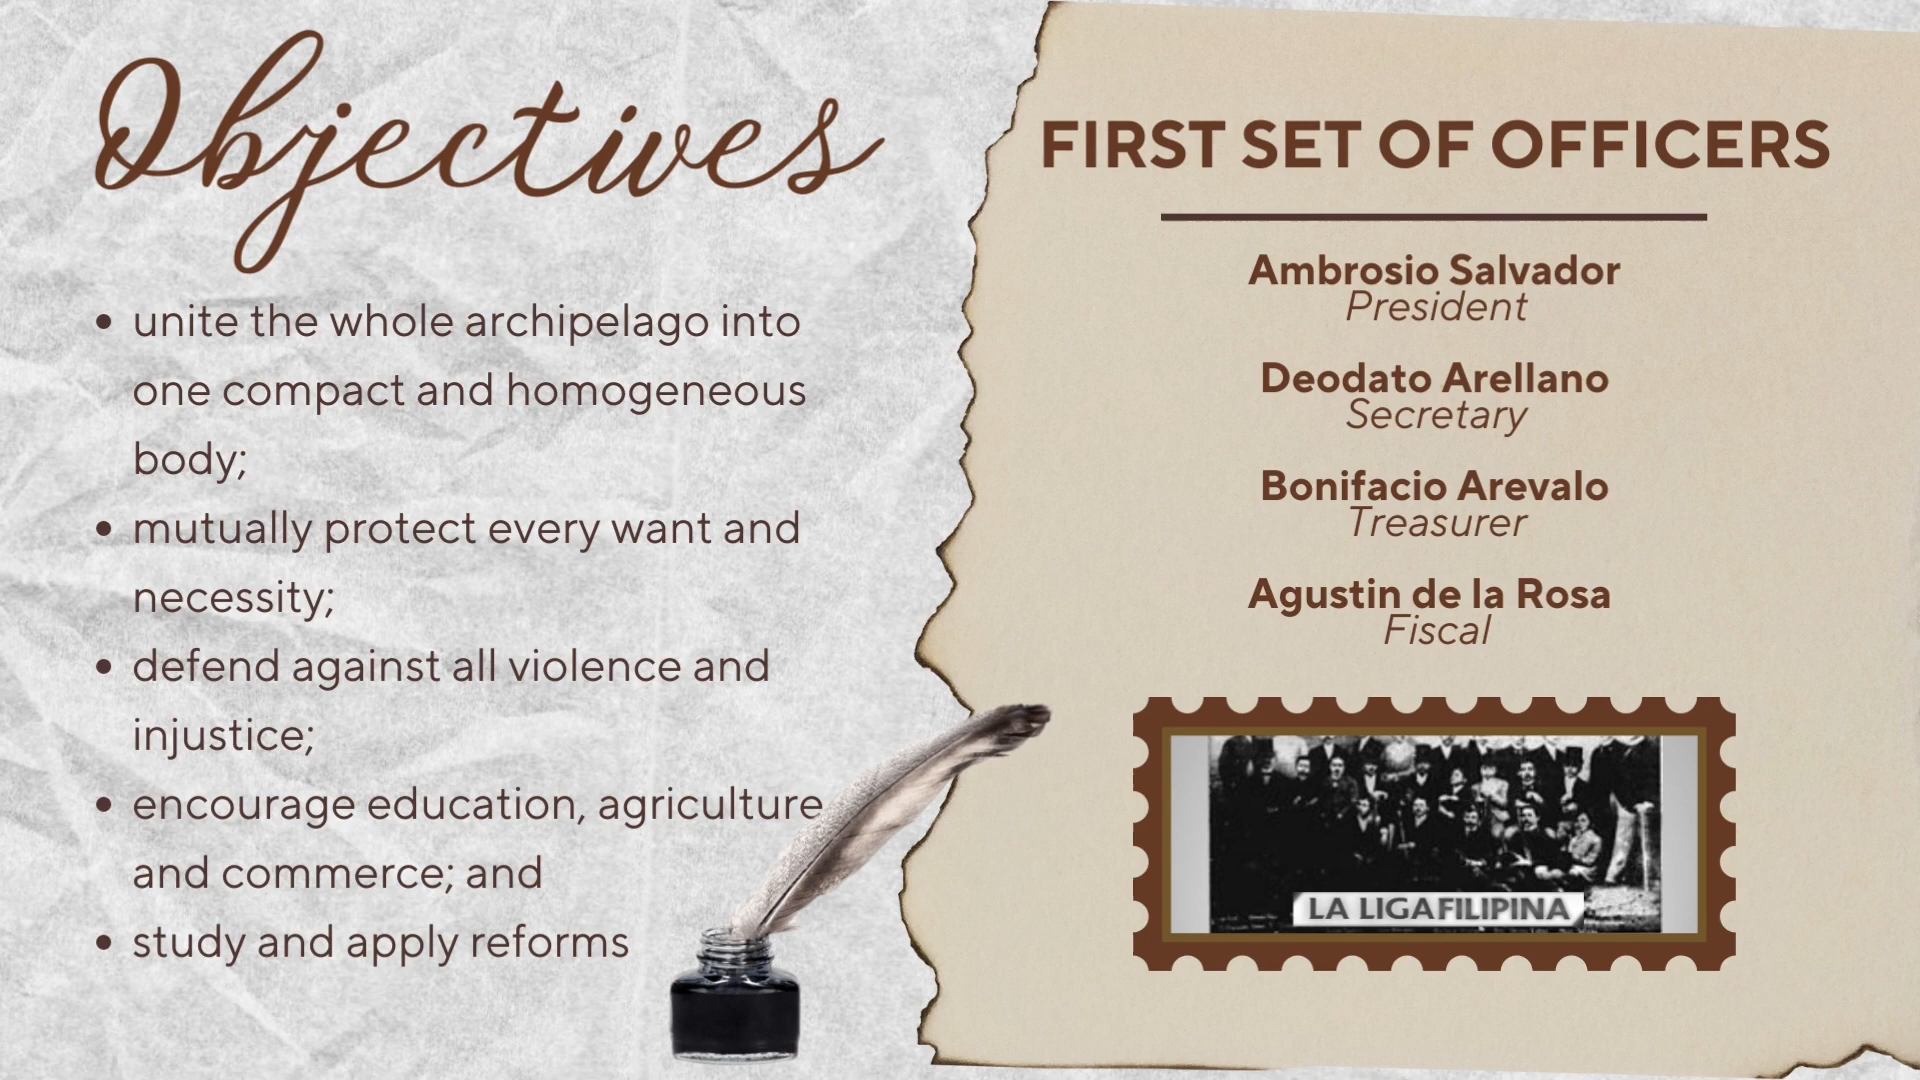 Objectives
• unite the whole archipelago into
one compact and homogeneous
body;
• mutually protect every want and
necessity;
• defend against all violence and
injustice;
• encourage education, agriculture
and commerce; and
• study and apply reforms
FIRST SET OF OFFICERS
Ambrosio Salvador
President
Deodato Arellano
Secretary
Bonifacio Arevalo
Treasurer
Agustin de la Rosa
Fiscal
LA LIGA FILIPINA